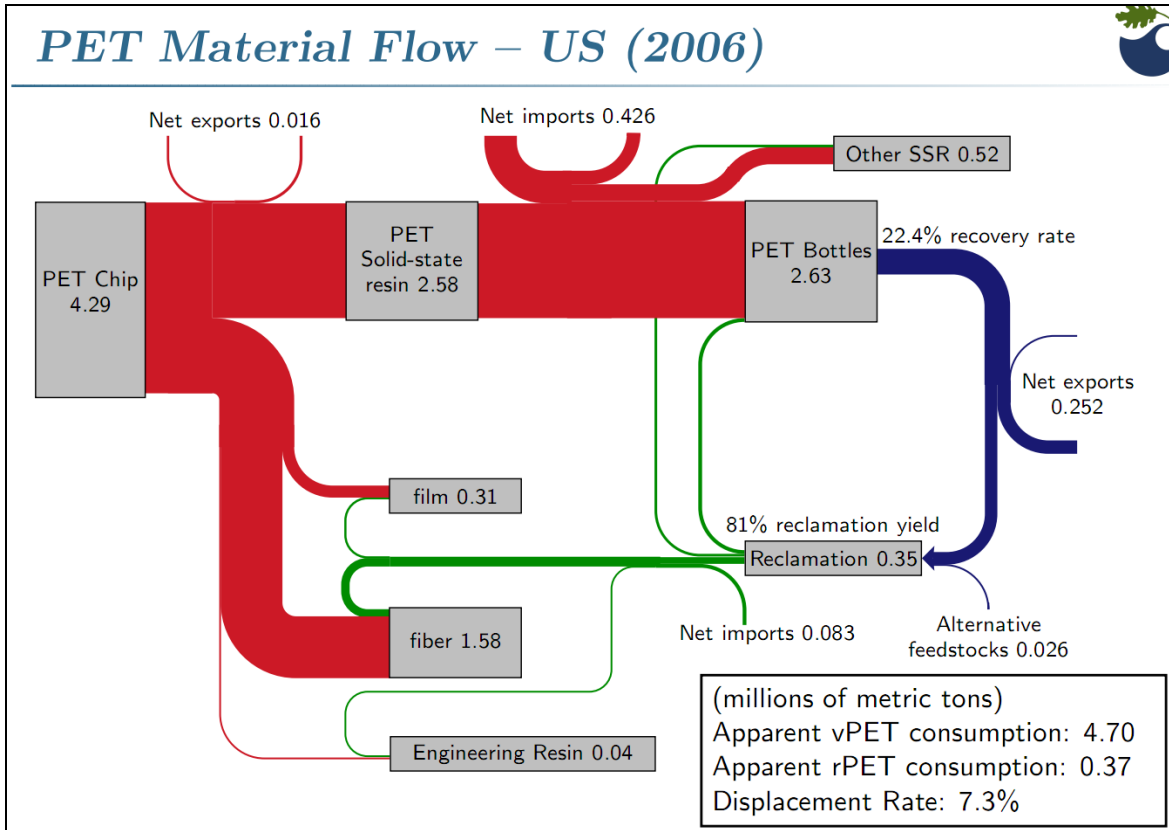 PET Material Flow – US (2006)
Net exports 0.016
Net imports 0.426
Other SSR 0.52
PET Chip
4.29
PET
Solid-state
resin 2.58
PET Bottles
2.63
22.4% recovery rate
Net exports
0.252
film 0.31
81% reclamation yield
Reclamation 0.35
fiber 1.58
Net imports 0.083
Alternative
feedstocks 0.026
Engineering Resin 0.04
(millions of metric tons)
Apparent vPET consumption: 4.70
Apparent rPET consumption: 0.37
Displacement Rate: 7.3%